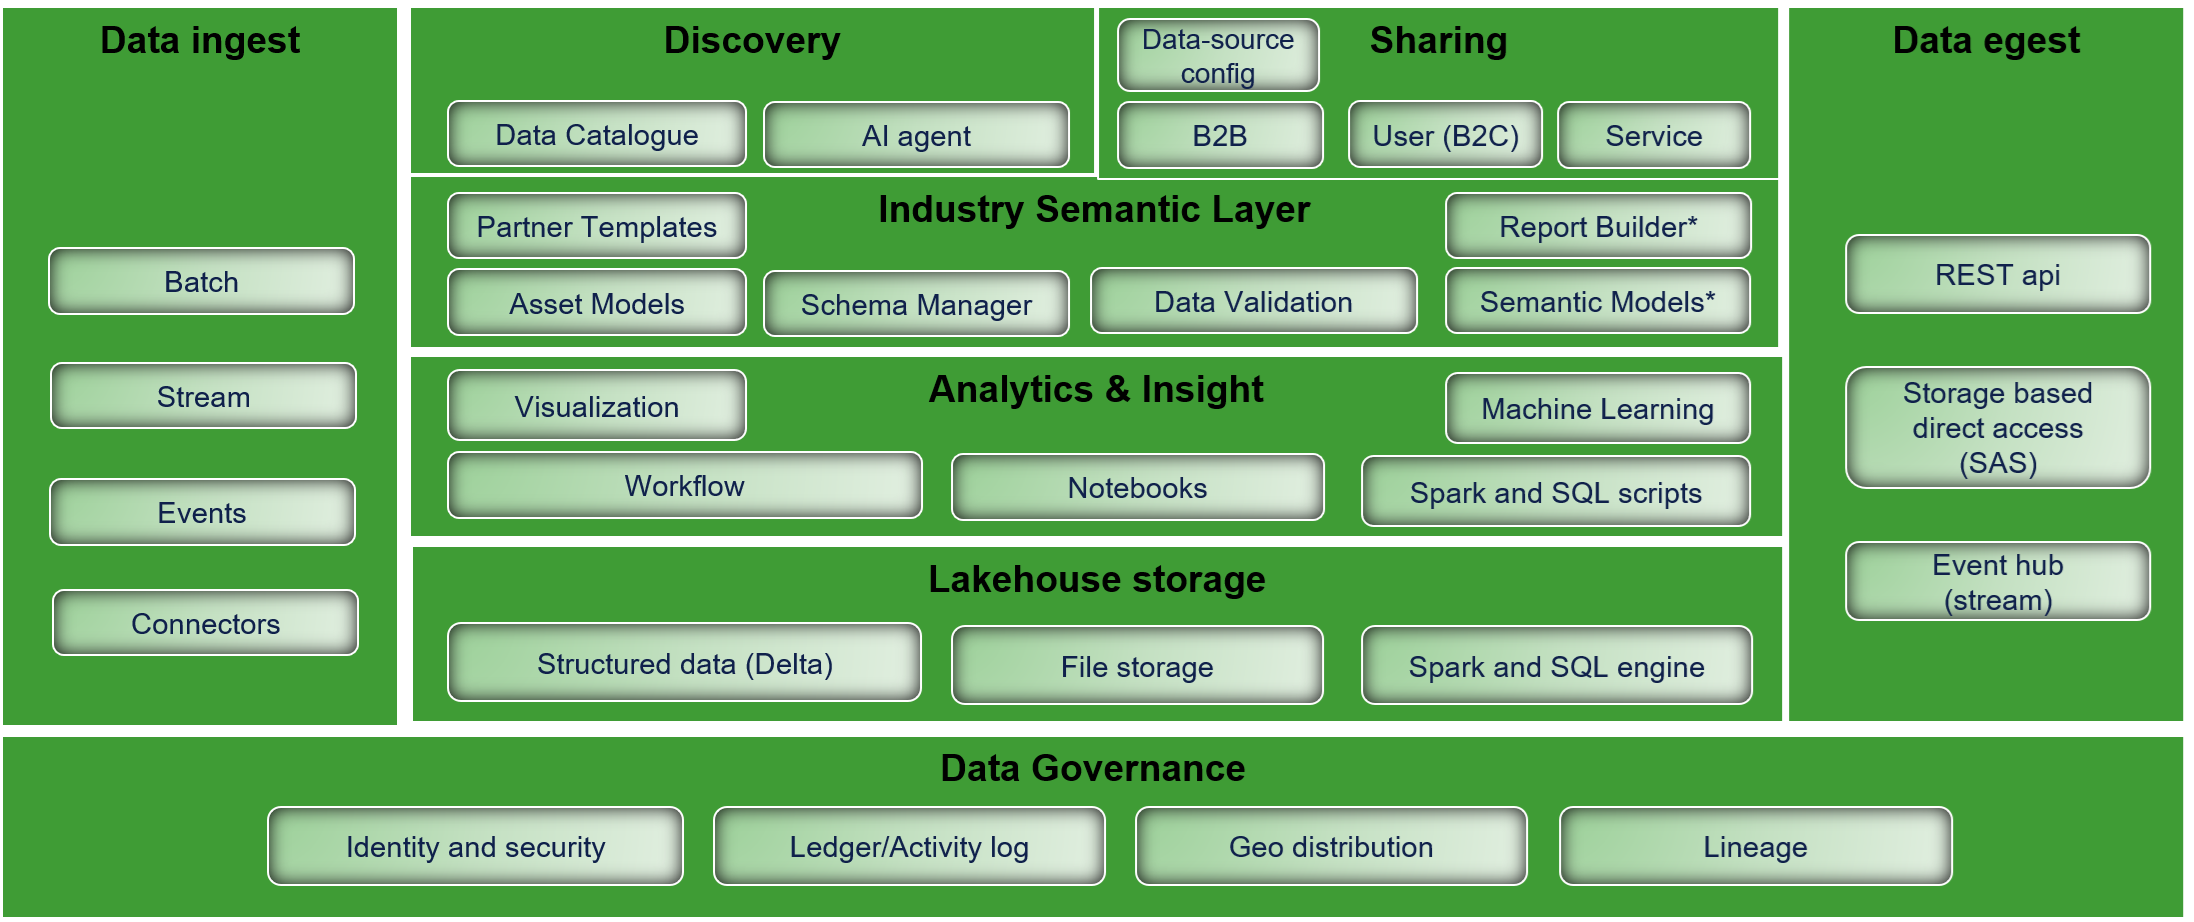 Data ingest
Batch
Stream
Events
Connectors
Discovery
Data Catalogue
AI agent
Data-source
config
Sharing
B2B
User (B2C)
Service
Industry Semantic Layer
Partner Templates
Report Builder*
Asset Models
Schema Manager
Data Validation
Semantic Models*
Analytics & Insight
Visualization
Machine Learning
Workflow
Notebooks
Spark and SQL scripts
Lakehouse storage
Structured data (Delta)
File storage
Spark and SQL engine
Data egest
REST api
Storage based
direct access
(SAS)
Event hub
(stream)
Data Governance
Identity and security
Ledger/Activity log
Geo distribution
Lineage